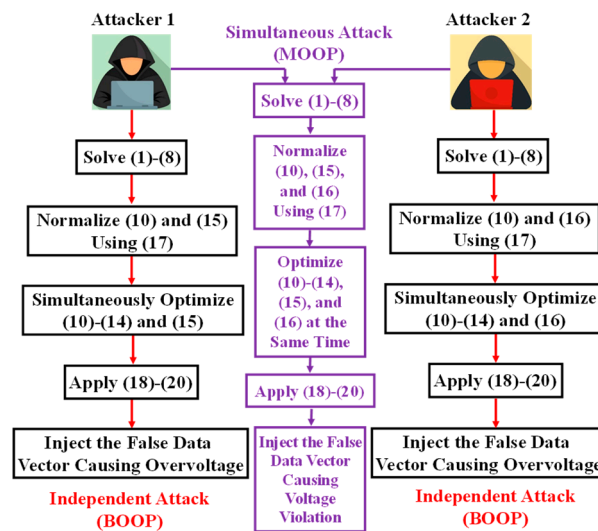 Attacker 1
Simultaneous Attack
(MOOP)
Attacker 2
Solve (1)-(8)
Normalize (10) and (15)
Using (17)
Simultaneously Optimize
(10)-(14) and (15)
Apply (18)-(20)
Inject the False Data
Vector Causing Overvoltage
Independent Attack
(BOOP)
Solve (1)-(8)
Normalize
(10), (15),
and (16)
Using (17)
Optimize
(10)-(14),
(15), and
(16) at the
Same Time
Apply (18)-(20)
Inject the False
Data Vector
Causing
Voltage
Violation
Solve (1)-(8)
Normalize (10) and (16)
Using (17)
Simultaneously Optimize
(10)-(14) and (16)
Apply (18)-(20)
Inject the False Data
Vector Causing Overvoltage
Independent Attack
(BOOP)